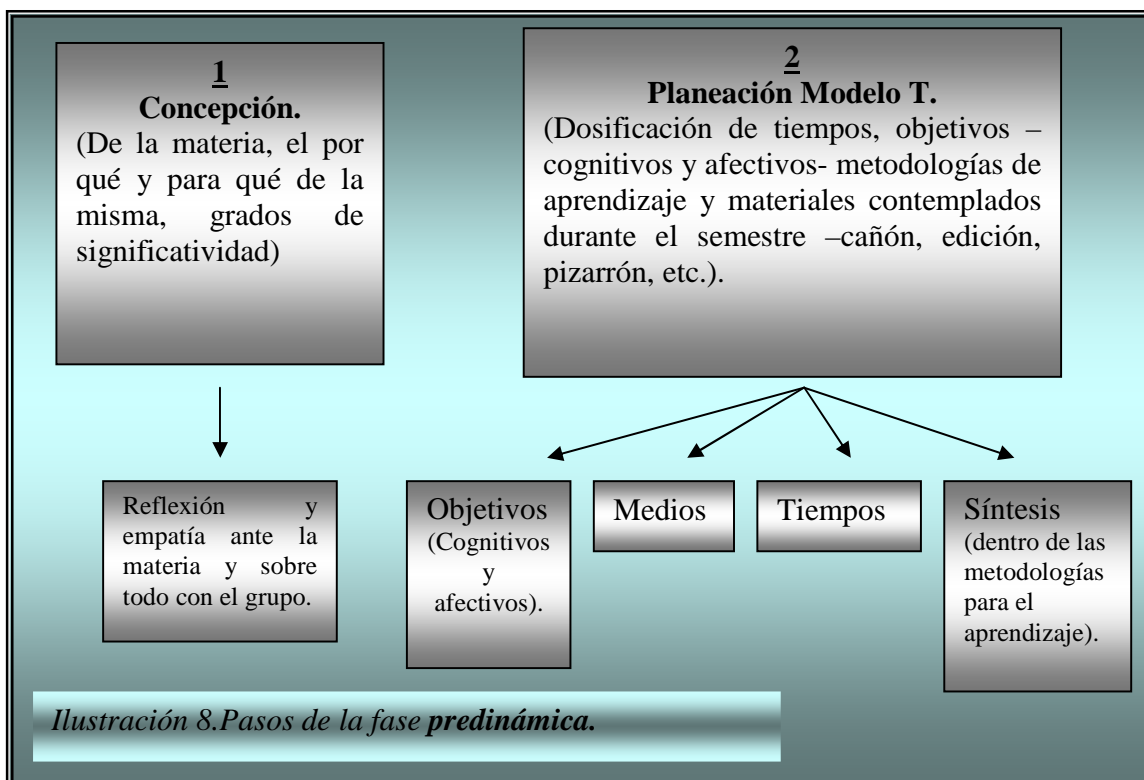 1
Concepción.
(De la materia, el por
qué y para qué de la
misma, grados de
significatividad)
2
Planeación Modelo T.
(Dosificación de tiempos, objetivos –
cognitivos y afectivos- metodologías de
aprendizaje y materiales contemplados
durante el semestre –cañón, edición,
pizarrón, etc.).
Reflexión y
empatía ante la
materia y sobre
todo con el grupo.
Objetivos
(Cognitivos
y
afectivos).
Medios
Tiempos
Síntesis
(dentro de las
metodologías
para el
aprendizaje).
Ilustración 8.Pasos de la fase predinámica.